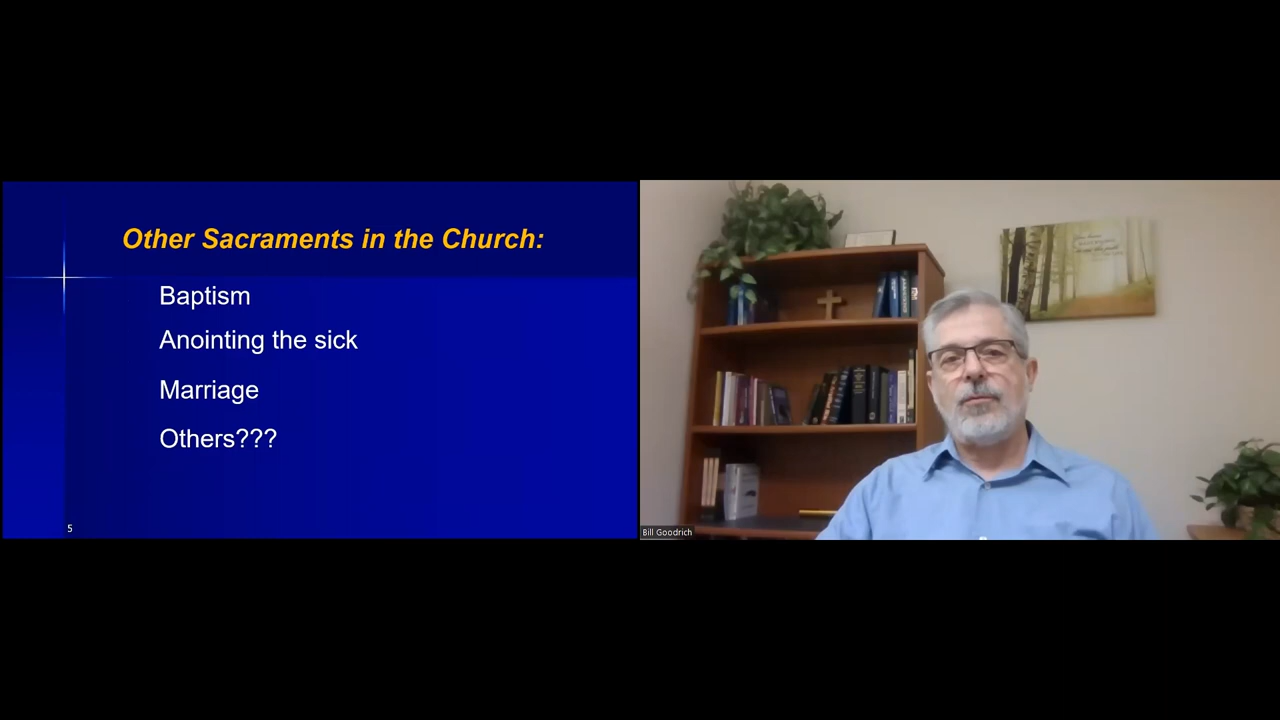 Other Sacraments in the Church:
Baptism
Anointing the sick
Marriage
Others???
5
Bill Goodrich